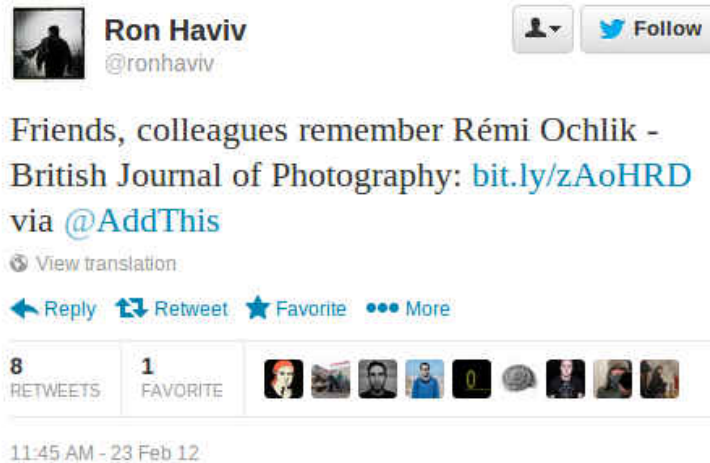 Ron Haviv
Follow
@ronhaviv
Friends, colleagues remember Rémi Ochlik -
British Journal of Photography: bit.ly/zAoHRD
via @AddThis
View translation
Reply Retweet Favorite More
8 1
RETWEETS FAVORITE
0
11:45 AM - 23 Feb 12